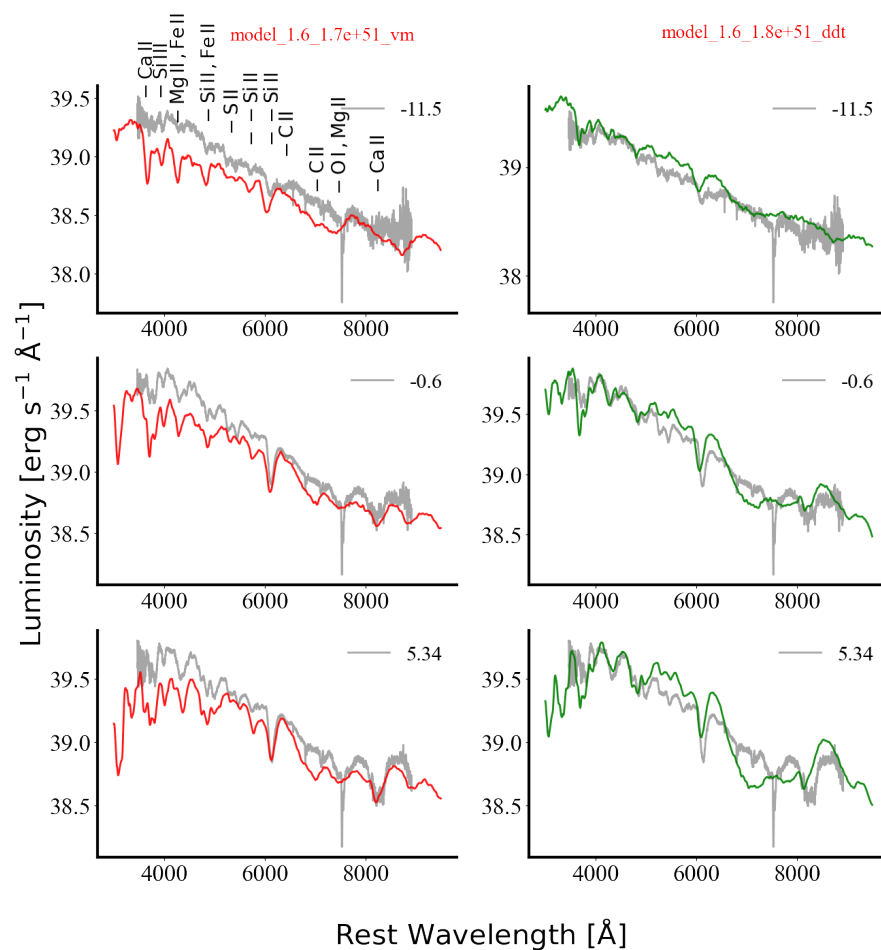 model_1.6_1.7e+51_vm
model_1.6_1.8e+51_ddt
Ca II
Si III
Mg II, Fe II
Si II, Fe II
S II
Si II
Si II
C II
C II
O I, Mg II
Ca II
-11.5
39.5
39.0
38.5
38.0
4000 6000 8000
-11.5
39
38
4000 6000 8000
-0.6
39.5
39.0
38.5
4000 6000 8000
-0.6
39.5
39.0
38.5
4000 6000 8000
5.34
39.5
39.0
38.5
4000 6000 8000
5.34
39.5
39.0
38.5
4000 6000 8000
Luminosity [erg s⁻¹ Å⁻¹]
Rest Wavelength [Å]